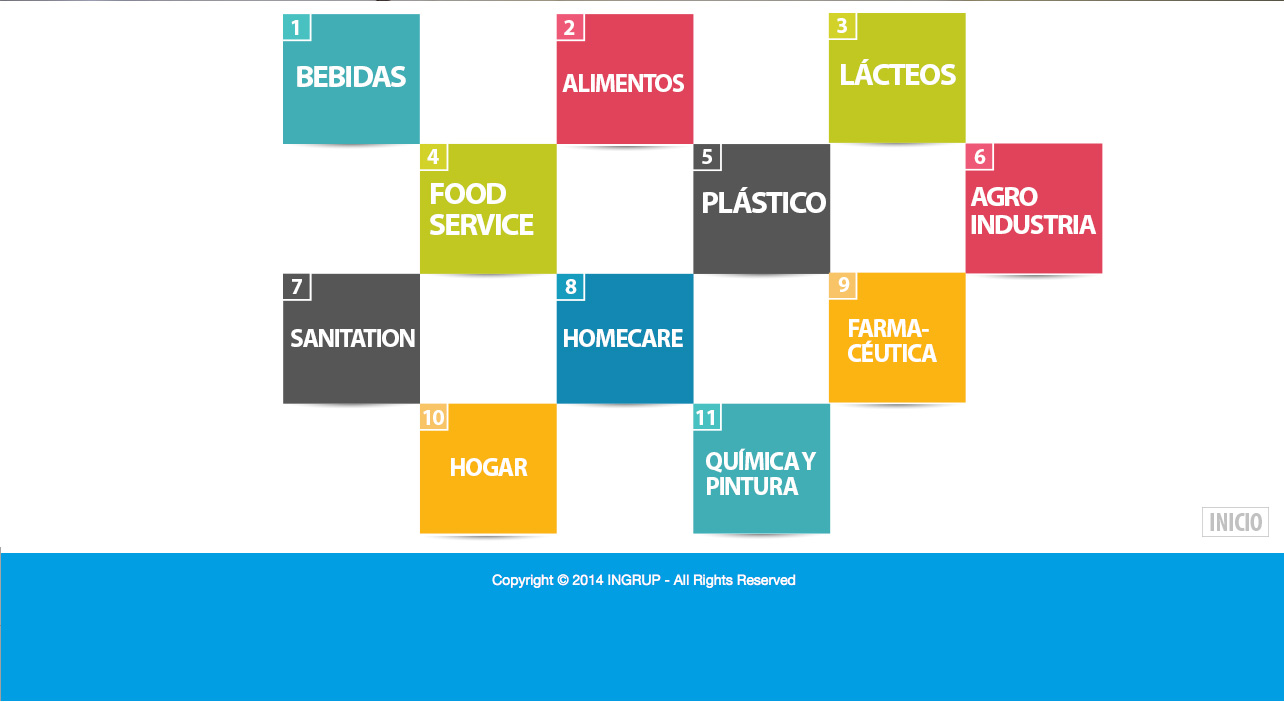 1
BEBIDAS
2
ALIMENTOS
3
LÁCTEOS
4
FOOD
SERVICE
5
PLÁSTICO
6
AGRO
INDUSTRIA
7
SANITATION
8
HOMECARE
9
FARMA-
CÉUTICA
10
HOGAR
11
QUÍMICA Y
PINTURA
INICIO
Copyright © 2014 INGRUP - All Rights Reserved